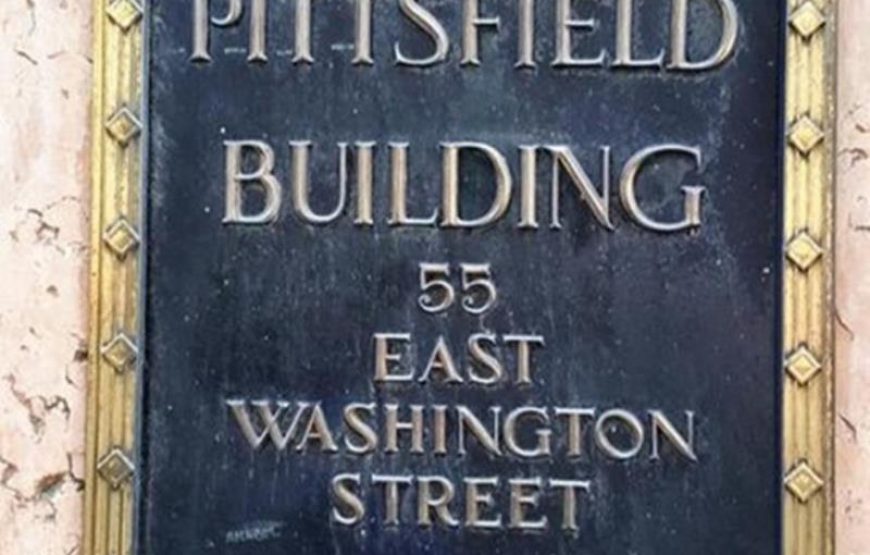 PITTSFIELD
BUILDING
55
EAST
WASHINGTON
STREET